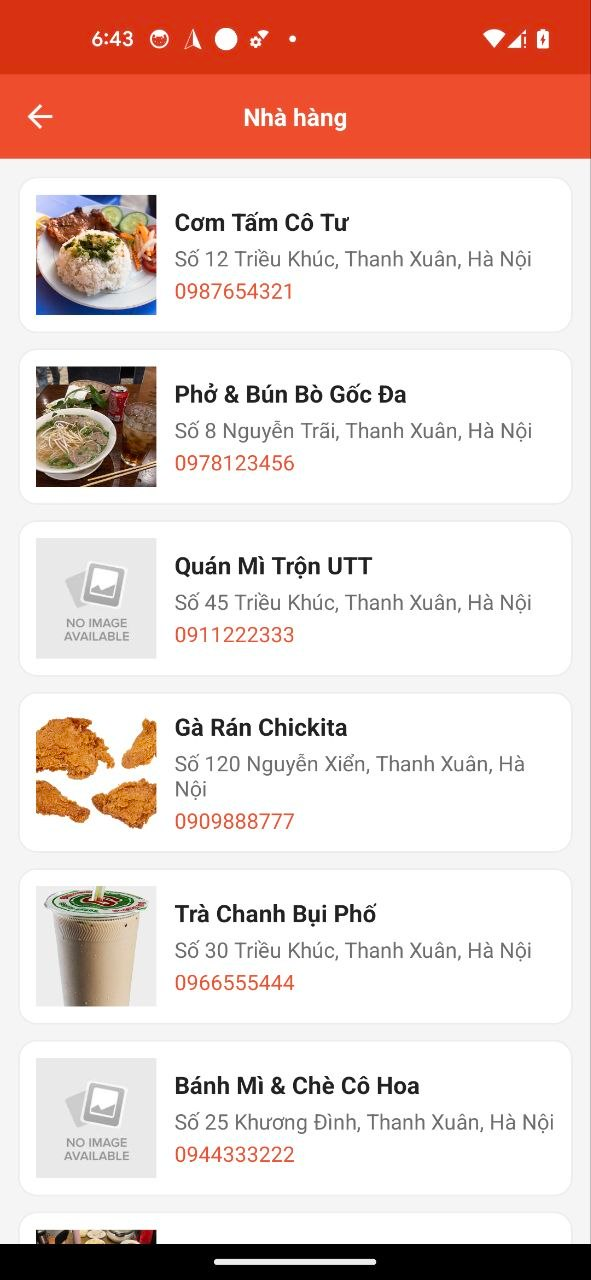 6:43
Nhà hàng
Cơm Tấm Cô Tư
Số 12 Triều Khúc, Thanh Xuân, Hà Nội
0987654321
Phở & Bún Bò Gốc Đa
Số 8 Nguyễn Trãi, Thanh Xuân, Hà Nội
0978123456
NO IMAGE
AVAILABLE
Quán Mì Trộn UTT
Số 45 Triều Khúc, Thanh Xuân, Hà Nội
0911222333
Gà Rán Chickita
Số 120 Nguyễn Xiển, Thanh Xuân, Hà
Nội
0909888777
Trà Chanh Bụi Phố
Số 30 Triều Khúc, Thanh Xuân, Hà Nội
0966555444
NO IMAGE
AVAILABLE
Bánh Mì & Chè Cô Hoa
Số 25 Khương Đình, Thanh Xuân, Hà Nội
0944333222